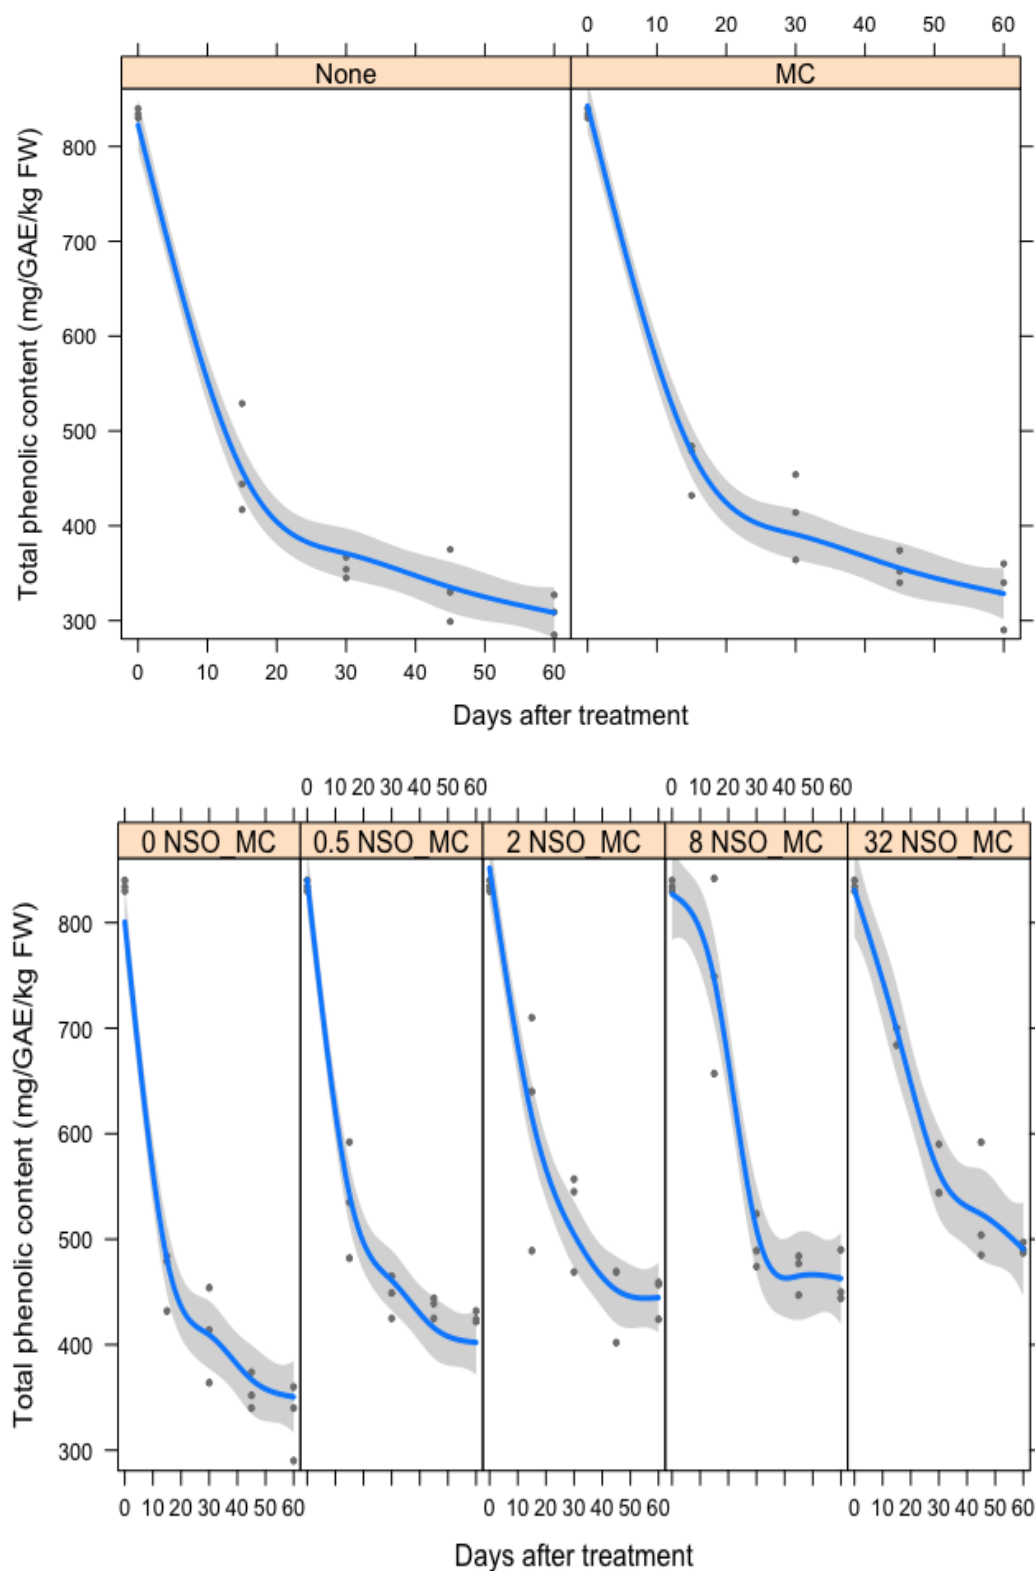 0 10 20 30 40 50 60
None MC
Total phenolic content (mg/GAE/kg FW)
800
700
600
500
400
300
0 10 20 30 40 50 60
Days after treatment
0 10 20 30 40 50 60 0 10 20 30 40 50 60
0 NSO_MC 0.5 NSO_MC 2 NSO_MC 8 NSO_MC 32 NSO_MC
Total phenolic content (mg/GAE/kg FW)
800
700
600
500
400
300
0 10 20 30 40 50 60 0 10 20 30 40 50 60 0 10 20 30 40 50 60
Days after treatment